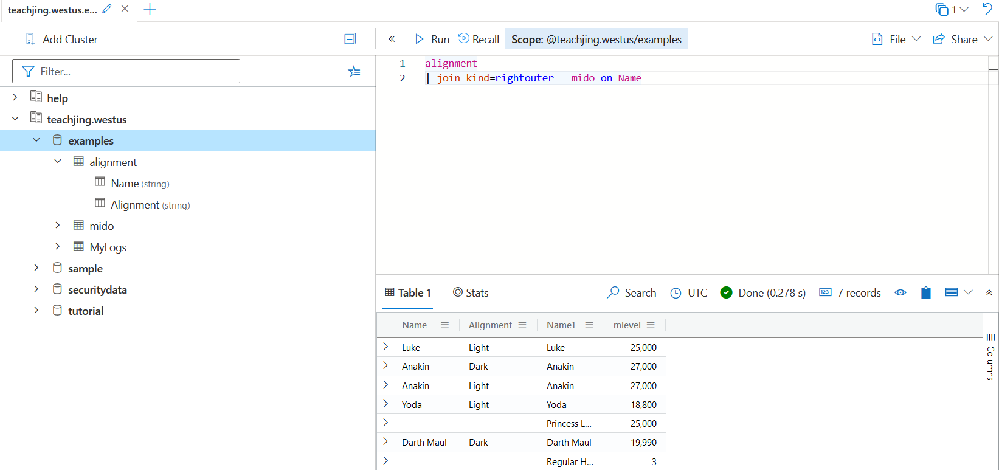 teachjing.westus.e...
1
Add Cluster
Run
Recall
Scope: @teachjing.westus/examples
File
Share
Filter...
help
teachjing.westus
examples
alignment
Name (string)
Alignment (string)
mido
MyLogs
sample
securitydata
tutorial
1 alignment
2 | join kind=rightouter   mido on Name
Table 1
Stats
Search
UTC
Done (0.278 s)
123
7 records
Name Alignment Name1 mlevel
Luke Light Luke 25,000
Anakin Dark Anakin 27,000
Anakin Light Anakin 27,000
Yoda Light Yoda 18,800
Princess L... 25,000
Darth Maul Dark Darth Maul 19,990
Regular H... 3
Columns